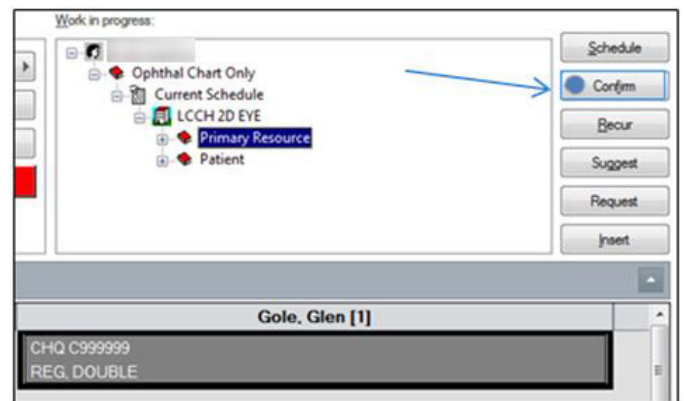 Work in progress:
Ophthal Chart Only
Current Schedule
LCCH 2D EYE
Primary Resource
Patient
Schedule
Confirm
Recur
Suggest
Request
Insert
Gole, Glen [1]
CHQ C999999
REG, DOUBLE